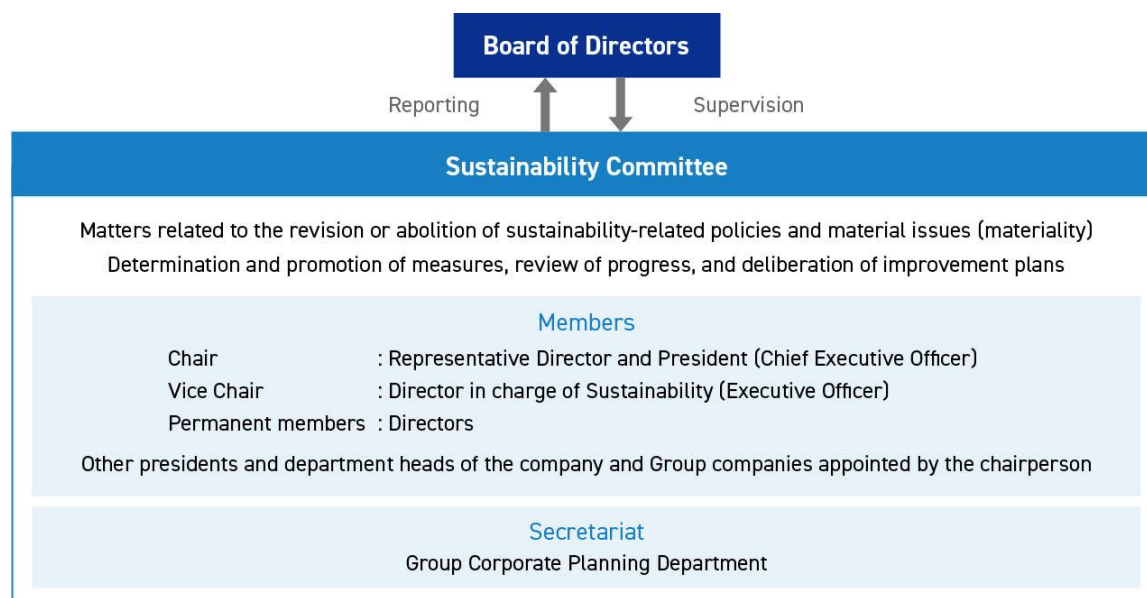 Board of Directors
Reporting
Supervision
Sustainability Committee
Matters related to the revision or abolition of sustainability-related policies and material issues (materiality)
Determination and promotion of measures, review of progress, and deliberation of improvement plans
Members
Chair : Representative Director and President (Chief Executive Officer)
Vice Chair : Director in charge of Sustainability (Executive Officer)
Permanent members : Directors
Other presidents and department heads of the company and Group companies appointed by the chairperson
Secretariat
Group Corporate Planning Department